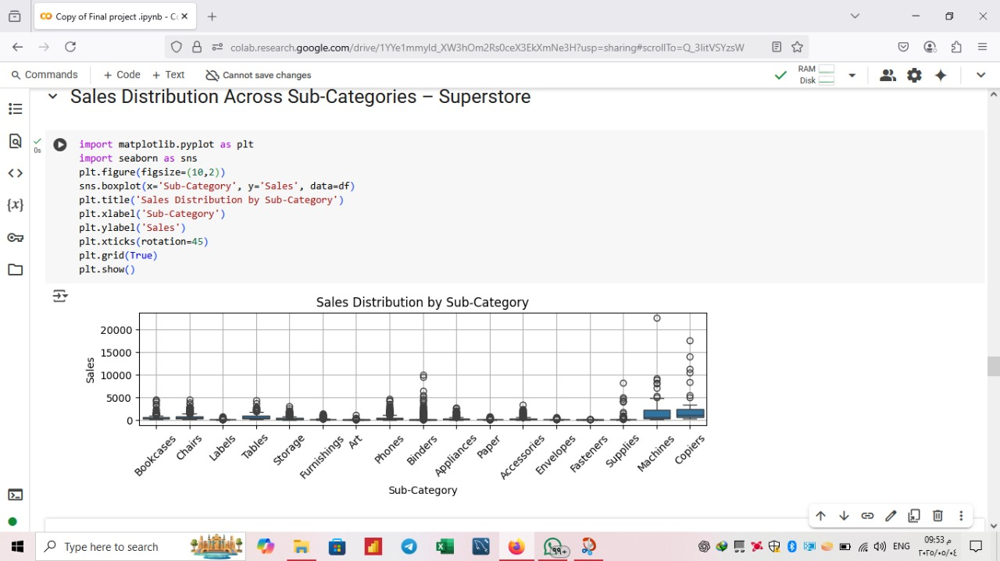 Copy of Final project .ipynb - Co
colab.research.google.com/drive/1YYe1mmyId_XW3hOm2Rs0ceX3EkXmNe3H?usp=sharing#scrollTo=Q_3litVSYzsW
Commands
+ Code + Text
Cannot save changes
RAM
Disk
Sales Distribution Across Sub-Categories – Superstore
0s
import matplotlib.pyplot as plt
import seaborn as sns
plt.figure(figsize=(10,2))
sns.boxplot(x='Sub-Category', y='Sales', data=df)
plt.title('Sales Distribution by Sub-Category')
plt.xlabel('Sub-Category')
plt.ylabel('Sales')
plt.xticks(rotation=45)
plt.grid(True)
plt.show()
{x}
Sales Distribution by Sub-Category
20000
15000
10000
5000
0
Sales
Bookcases
Chairs
Labels
Tables
Storage
Furnishings
Art
Phones
Binders
Appliances
Paper
Accessories
Envelopes
Fasteners
Supplies
Machines
Copiers
Sub-Category
Type here to search
٩٩+
ENG
09:53 م
٢٠٢٥/٠٥/٠٤